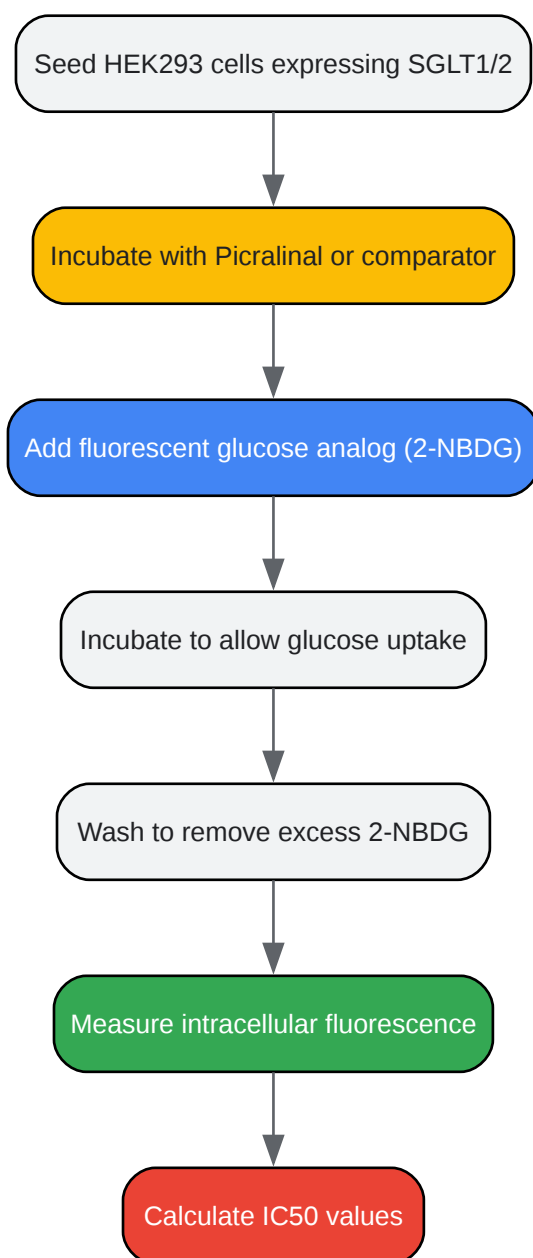 Seed HEK293 cells expressing SGLT1/2
Incubate with Picralinal or comparator
Add fluorescent glucose analog (2-NBDG)
Incubate to allow glucose uptake
Wash to remove excess 2-NBDG
Measure intracellular fluorescence
Calculate IC50 values